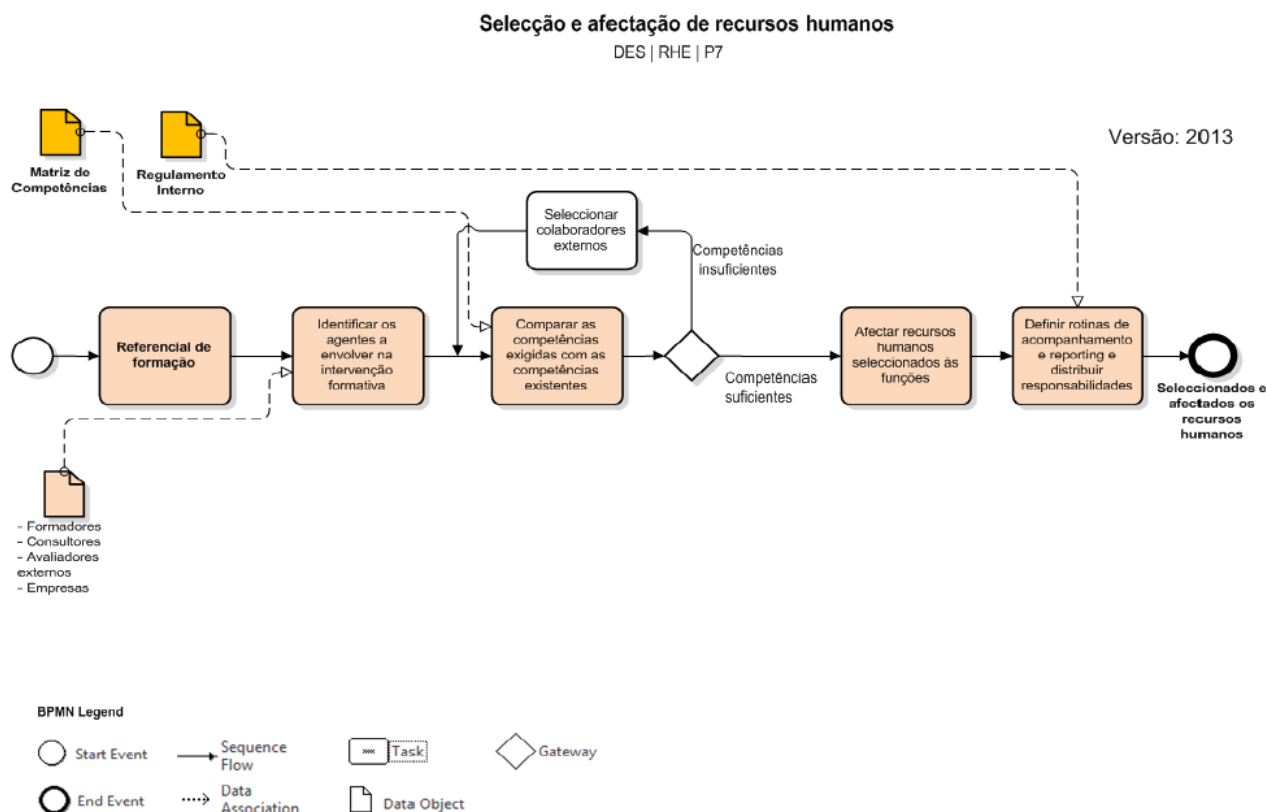 Selecção e afectação de recursos humanos
DES | RHE | P7
Versão: 2013
Matriz de
Competências
Regulamento
Interno
Seleccionar
colaboradores
externos
Competências
insuficientes
Referencial de
formação
Identificar os
agentes a
envolver na
intervenção
formativa
Comparar as
competências
exigidas com as
competências
existentes
Competências
suficientes
Afectar recursos
humanos
seleccionados às
funções
Definir rotinas de
acompanhamento
e reporting e
distribuir
responsabilidades
Seleccionados e
afectados os
recursos
humanos
- Formadores
- Consultores
- Avaliadores
externos
- Empresas
BPMN Legend
Start Event
Sequence
Flow
Task
Gateway
End Event
Data
Association
Data Object